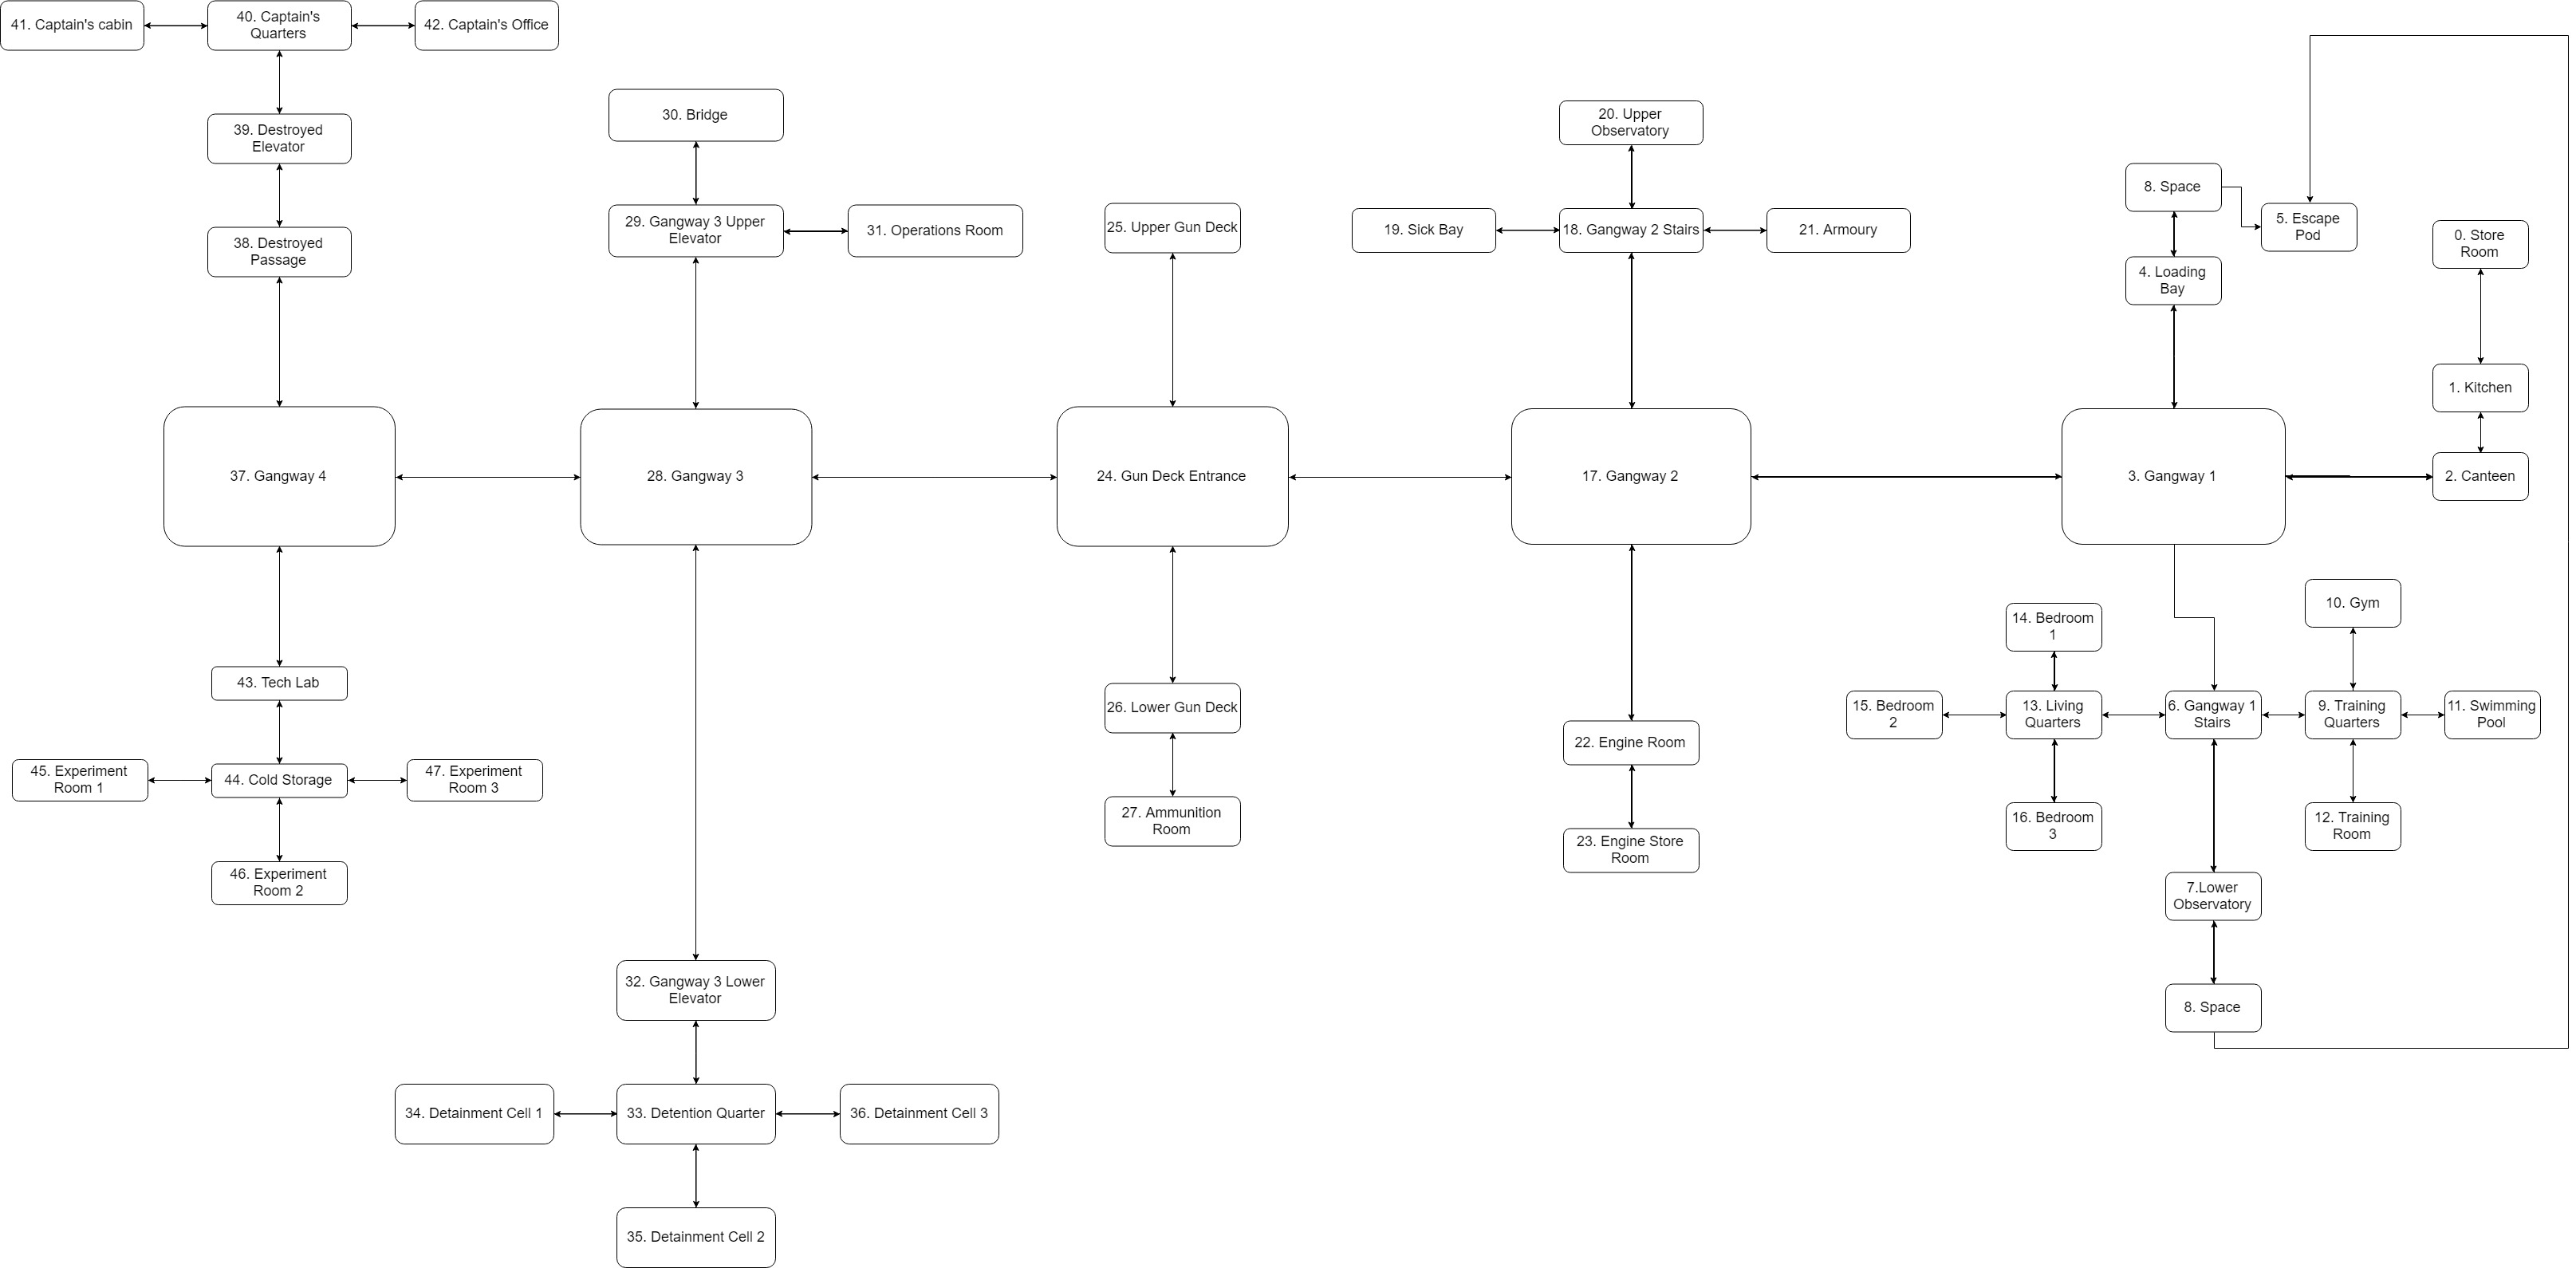 41. Captain's cabin
40. Captain's
Quarters
42. Captain's Office
39. Destroyed
Elevator
38. Destroyed
Passage
30. Bridge
29. Gangway 3 Upper
Elevator
31. Operations Room
25. Upper Gun Deck
20. Upper
Observatory
19. Sick Bay
18. Gangway 2 Stairs
21. Armoury
8. Space
5. Escape
Pod
4. Loading
Bay
0. Store
Room
1. Kitchen
37. Gangway 4
28. Gangway 3
24. Gun Deck Entrance
17. Gangway 2
3. Gangway 1
2. Canteen
43. Tech Lab
45. Experiment
Room 1
44. Cold Storage
47. Experiment
Room 3
46. Experiment
Room 2
26. Lower Gun Deck
27. Ammunition
Room
22. Engine Room
23. Engine Store
Room
14. Bedroom
1
10. Gym
15. Bedroom
2
13. Living
Quarters
6. Gangway 1
Stairs
9. Training
Quarters
11. Swimming
Pool
16. Bedroom
3
12. Training
Room
7.Lower
Observatory
8. Space
32. Gangway 3 Lower
Elevator
34. Detainment Cell 1
33. Detention Quarter
36. Detainment Cell 3
35. Detainment Cell 2